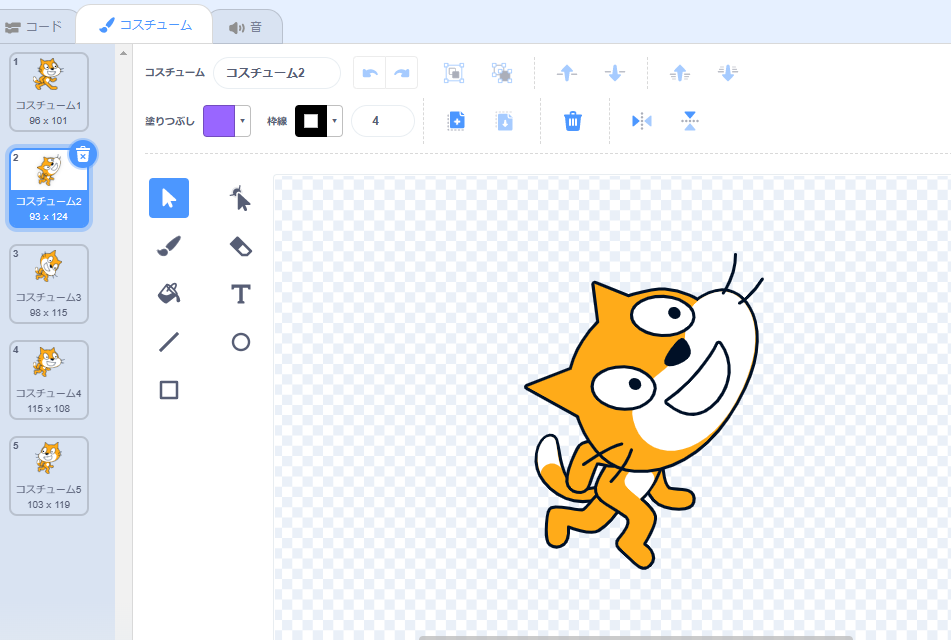 コード
コスチューム
音
1
コスチューム1
96 x 101
2
コスチューム2
93 x 124
3
コスチューム3
98 x 115
4
コスチューム4
115 x 108
5
コスチューム5
103 x 119
コスチューム
コスチューム2
塗りつぶし
枠線
4
T